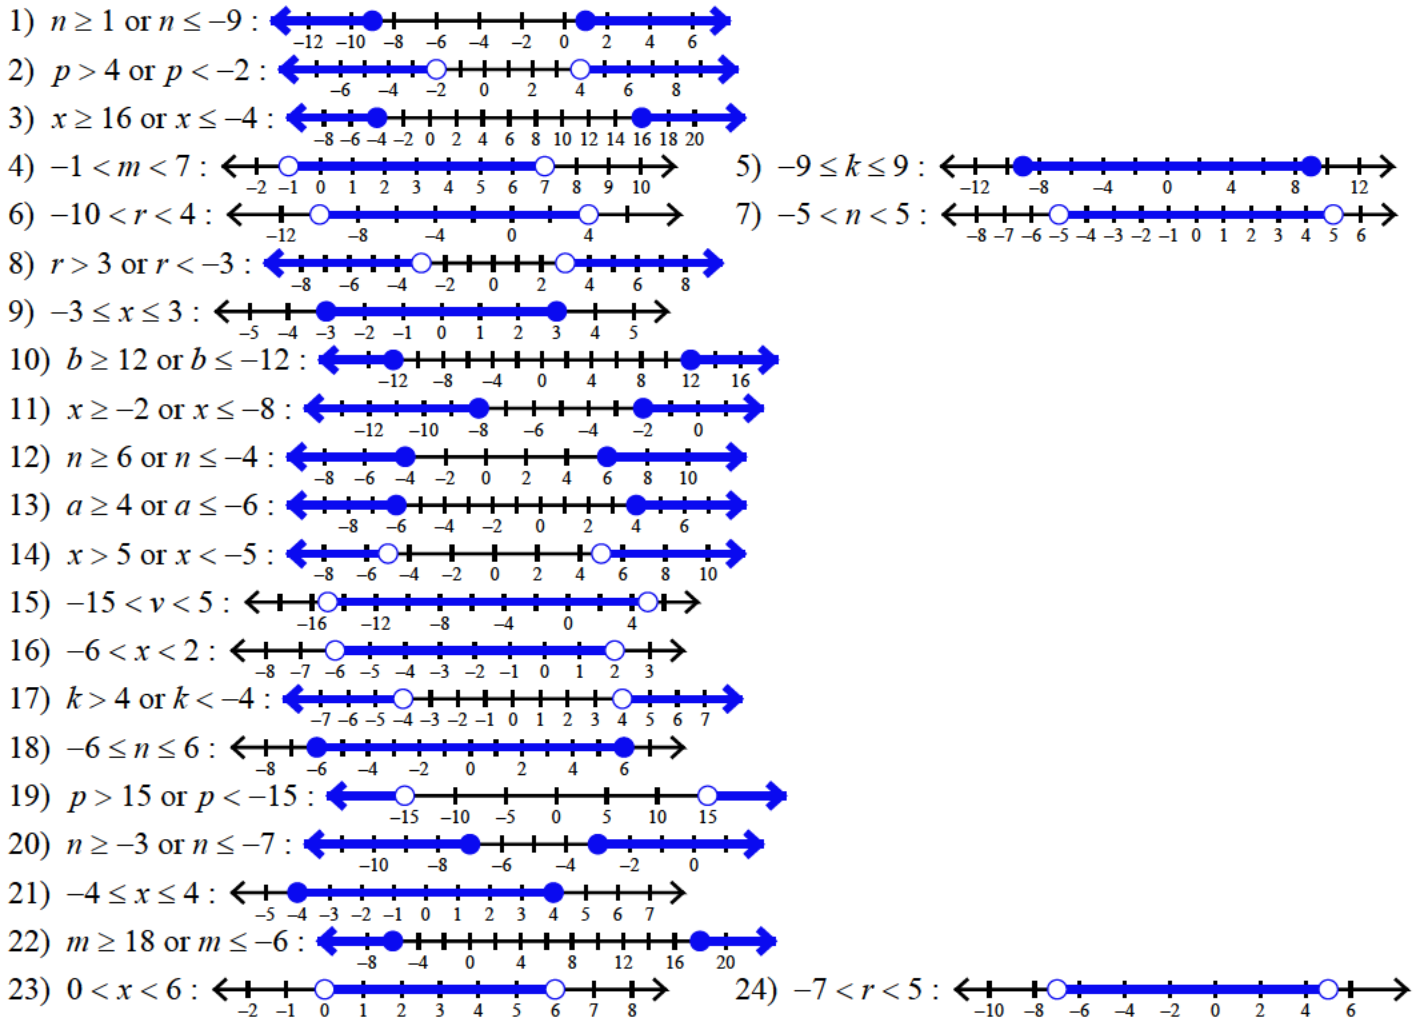 1) n ≥ 1 or n ≤ −9 :
−12 −10 −8 −6 −4 −2 0 2 4 6
2) p > 4 or p < −2 :
−6 −4 −2 0 2 4 6 8
3) x ≥ 16 or x ≤ −4 :
−8 −6 −4 −2 0 2 4 6 8 10 12 14 16 18 20
4) −1 < m < 7 :
−2 −1 0 1 2 3 4 5 6 7 8 9 10
5) −9 ≤ k ≤ 9 :
−12 −8 −4 0 4 8 12
6) −10 < r < 4 :
−12 −8 −4 0 4
7) −5 < n < 5 :
−8 −7 −6 −5 −4 −3 −2 −1 0 1 2 3 4 5 6
8) r > 3 or r < −3 :
−8 −6 −4 −2 0 2 4 6 8
9) −3 ≤ x ≤ 3 :
−5 −4 −3 −2 −1 0 1 2 3 4 5
10) b ≥ 12 or b ≤ −12 :
−12 −8 −4 0 4 8 12 16
11) x ≥ −2 or x ≤ −8 :
−12 −10 −8 −6 −4 −2 0
12) n ≥ 6 or n ≤ −4 :
−8 −6 −4 −2 0 2 4 6 8 10
13) a ≥ 4 or a ≤ −6 :
−8 −6 −4 −2 0 2 4 6
14) x > 5 or x < −5 :
−8 −6 −4 −2 0 2 4 6 8 10
15) −15 < v < 5 :
−16 −12 −8 −4 0 4
16) −6 < x < 2 :
−8 −7 −6 −5 −4 −3 −2 −1 0 1 2 3
17) k > 4 or k < −4 :
−7 −6 −5 −4 −3 −2 −1 0 1 2 3 4 5 6 7
18) −6 ≤ n ≤ 6 :
−8 −6 −4 −2 0 2 4 6
19) p > 15 or p < −15 :
−15 −10 −5 0 5 10 15
20) n ≥ −3 or n ≤ −7 :
−10 −8 −6 −4 −2 0
21) −4 ≤ x ≤ 4 :
−5 −4 −3 −2 −1 0 1 2 3 4 5 6 7
22) m ≥ 18 or m ≤ −6 :
−8 −4 0 4 8 12 16 20
23) 0 < x < 6 :
−2 −1 0 1 2 3 4 5 6 7 8
24) −7 < r < 5 :
−10 −8 −6 −4 −2 0 2 4 6